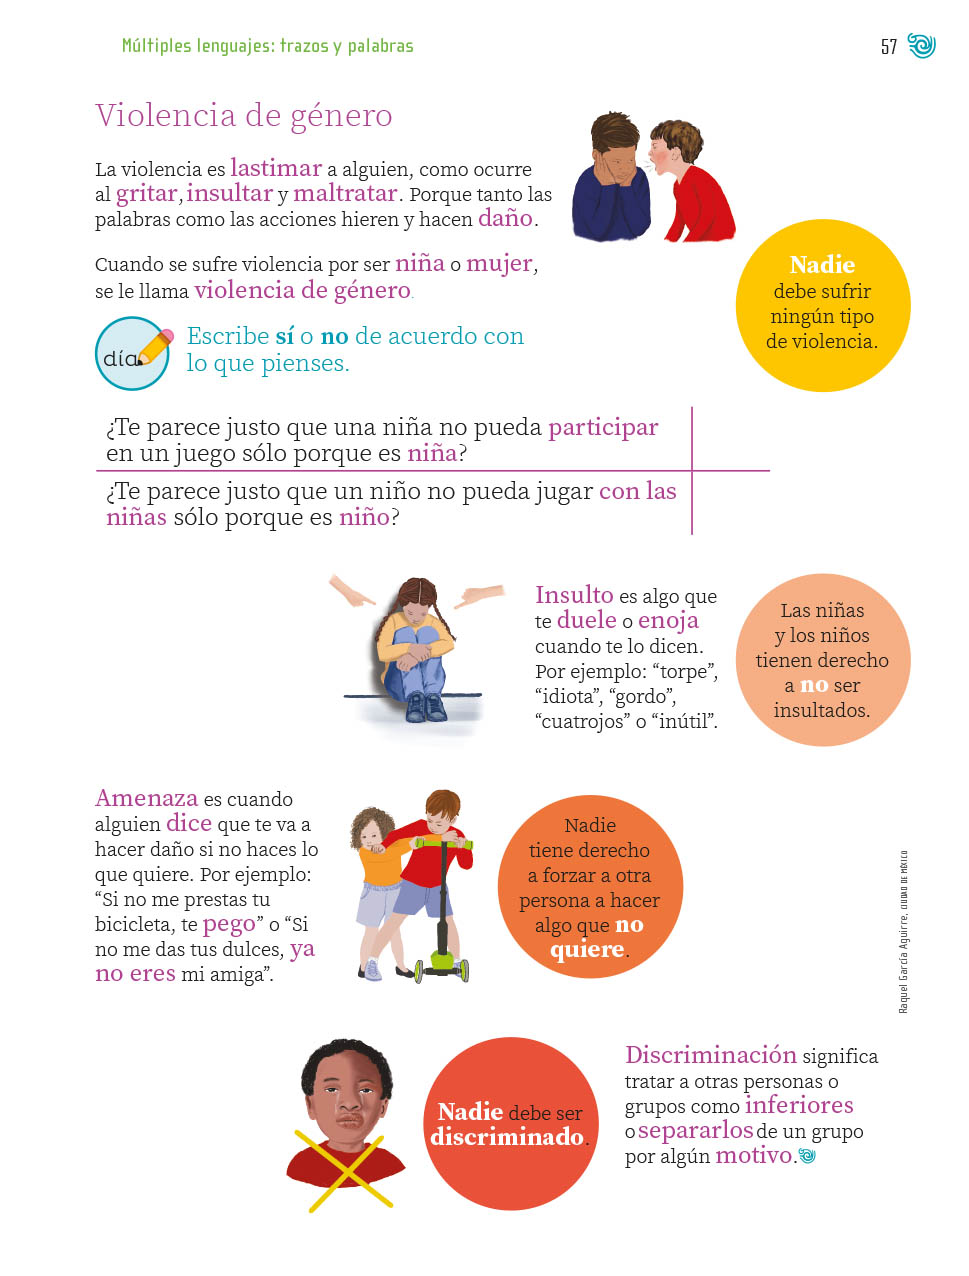 Múltiples lenguajes: trazos y palabras
57
Violencia de género
La violencia es lastimar a alguien, como ocurre
al gritar, insultar y maltratar. Porque tanto las
palabras como las acciones hieren y hacen daño.
Cuando se sufre violencia por ser niña o mujer,
se le llama violencia de género.
Nadie
debe sufrir
ningún tipo
de violencia.
día
Escribe sí o no de acuerdo con
lo que pienses.
¿Te parece justo que una niña no pueda participar
en un juego sólo porque es niña?
¿Te parece justo que un niño no pueda jugar con las
niñas sólo porque es niño?
Insulto es algo que
te duele o enoja
cuando te lo dicen.
Por ejemplo: “torpe”,
“idiota”, “gordo”,
“cuatrojos” o “inútil”.
Las niñas
y los niños
tienen derecho
a no ser
insultados.
Amenaza es cuando
alguien dice que te va a
hacer daño si no haces lo
que quiere. Por ejemplo:
“Si no me prestas tu
bicicleta, te pego” o “Si
no me das tus dulces, ya
no eres mi amiga”.
Nadie
tiene derecho
a forzar a otra
persona a hacer
algo que no
quiere.
Raquel García Aguirre, CIUDAD DE MÉXICO
Nadie debe ser
discriminado.
Discriminación significa
tratar a otras personas o
grupos como inferiores
o separarlos de un grupo
por algún motivo.